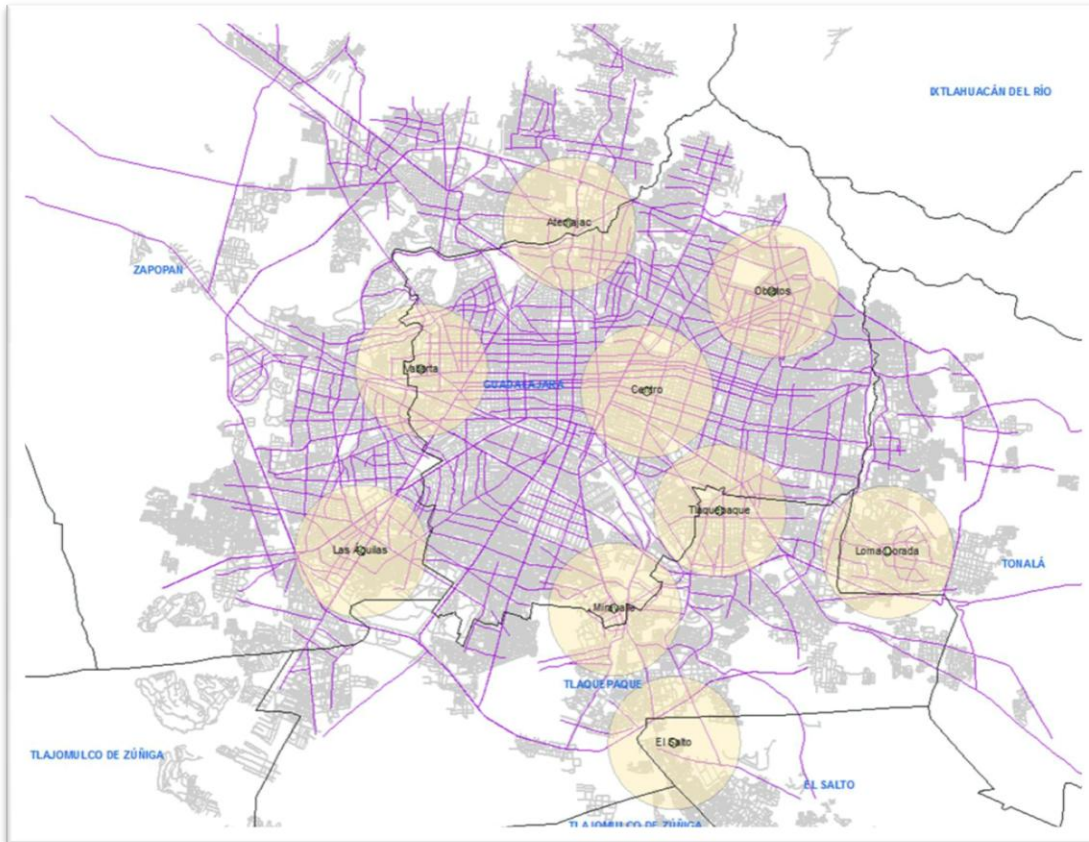 IXTLAHUACÁN DEL RÍO
Atemajac
ZAPOPAN
Oblatos
Vallarta
GUADALAJARA
Centro
Tlaquepaque
Las Águilas
Loma Dorada
TONALÁ
Miravalle
TLAQUEPAQUE
El Salto
TLAJOMULCO DE ZÚÑIGA
EL SALTO
TLAJOMULCO DE ZÚÑIGA